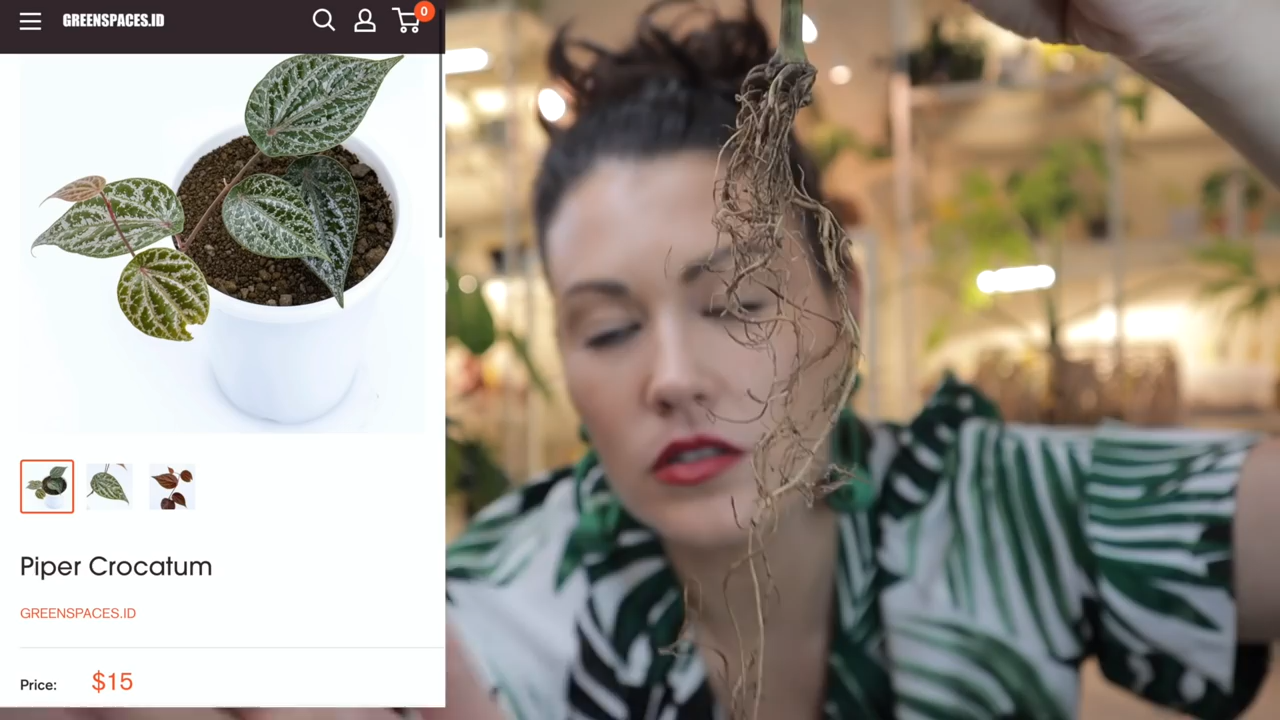 GREENSPACES.ID
0
Piper Crocatum
GREENSPACES.ID
Price: $15